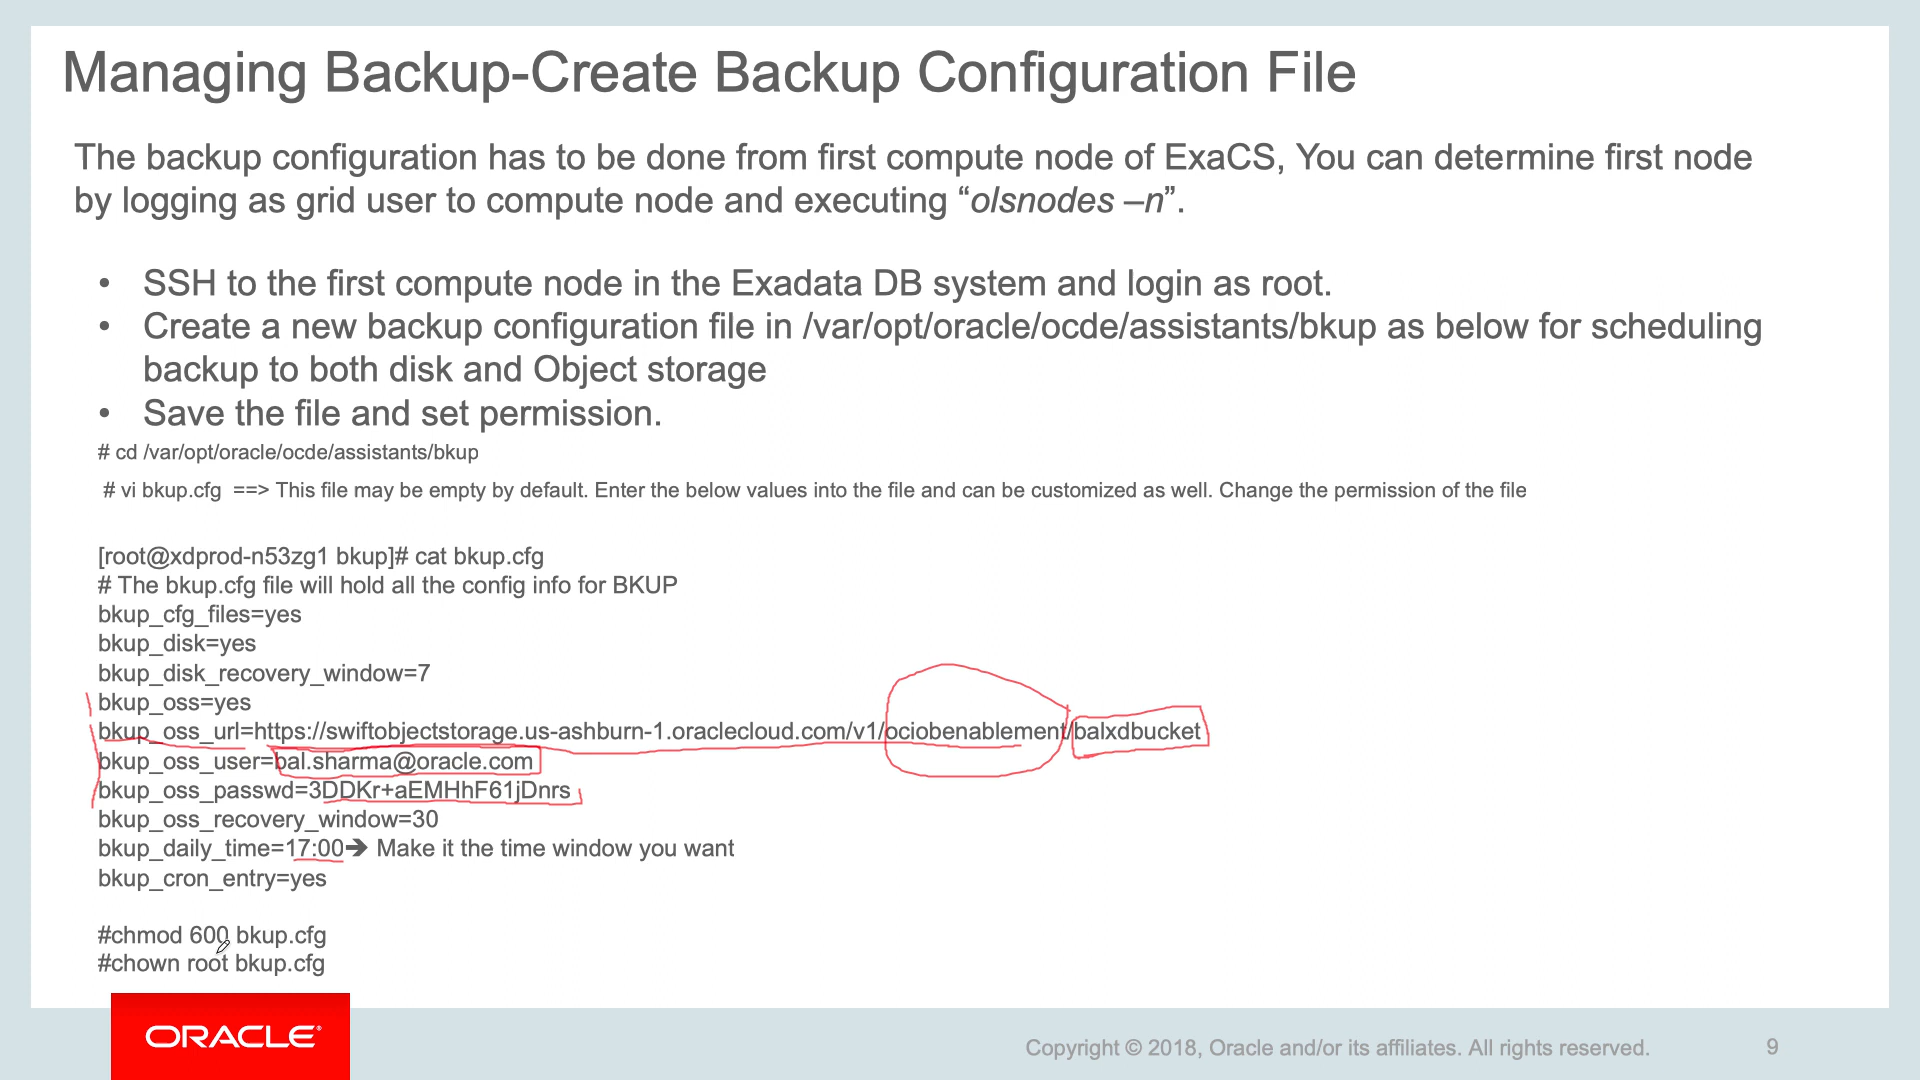 Managing Backup-Create Backup Configuration File
The backup configuration has to be done from first compute node of ExaCS, You can determine first node
by logging as grid user to compute node and executing “olsnodes –n”.
• SSH to the first compute node in the Exadata DB system and login as root.
• Create a new backup configuration file in /var/opt/oracle/ocde/assistants/bkup as below for scheduling
backup to both disk and Object storage
• Save the file and set permission.
# cd /var/opt/oracle/ocde/assistants/bkup
# vi bkup.cfg ==> This file may be empty by default. Enter the below values into the file and can be customized as well. Change the permission of the file
[root@xdprod-n53zg1 bkup]# cat bkup.cfg
# The bkup.cfg file will hold all the config info for BKUP
bkup_cfg_files=yes
bkup_disk=yes
bkup_disk_recovery_window=7
bkup_oss=yes
bkup_oss_url=https://swiftobjectstorage.us-ashburn-1.oraclecloud.com/v1/ociobenablement/balxdbucket
bkup_oss_user=bal.sharma@oracle.com
bkup_oss_passwd=3DDKr+aEMHhF61jDnrs
bkup_oss_recovery_window=30
bkup_daily_time=17:00➔ Make it the time window you want
bkup_cron_entry=yes
#chmod 600 bkup.cfg
#chown root bkup.cfg
ORACLE®
Copyright © 2018, Oracle and/or its affiliates. All rights reserved. 9